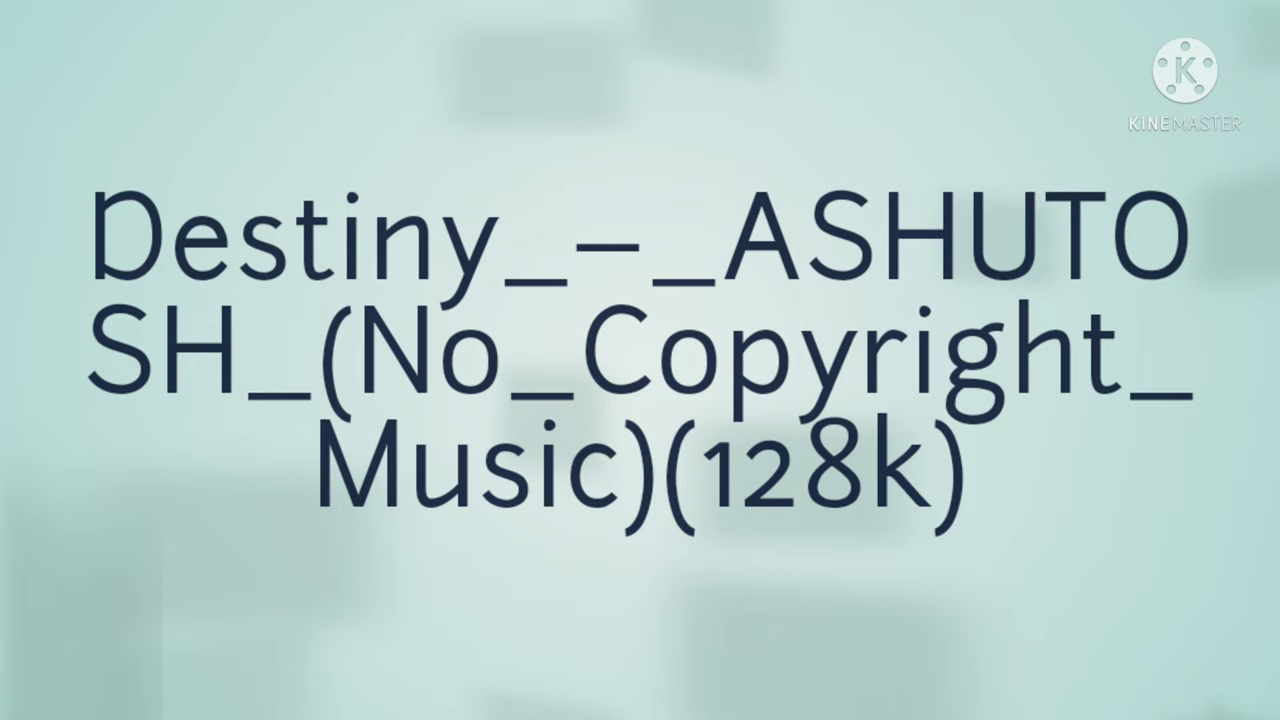 K
KINEMASTER
Destiny_-_ASHUTO
SH_(No_Copyright_
Music)(128k)